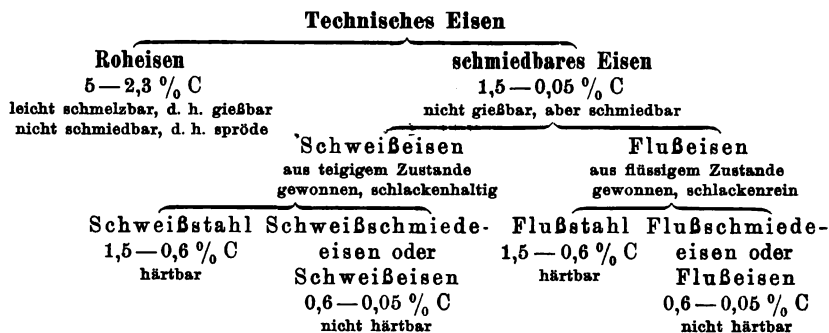 Technisches Eisen
Roheisen
5—2,3 % C
leicht schmelzbar, d. h. gießbar
nicht schmiedbar, d. h. spröde
schmiedbares Eisen
1,5—0,05 % C
nicht gießbar, aber schmiedbar
Schweißeisen
aus teigigem Zustande
gewonnen, schlackenhaltig
Flußeisen
aus flüssigem Zustande
gewonnen, schlackenrein
Schweißstahl
1,5—0,6 % C
härtbar
Schweißschmiede-
eisen oder
Schweißeisen
0,6—0,05 % C
nicht härtbar
Flußstahl
1,5—0,6 % C
härtbar
Flußschmiede-
eisen oder
Flußeisen
0,6—0,05 % C
nicht härtbar